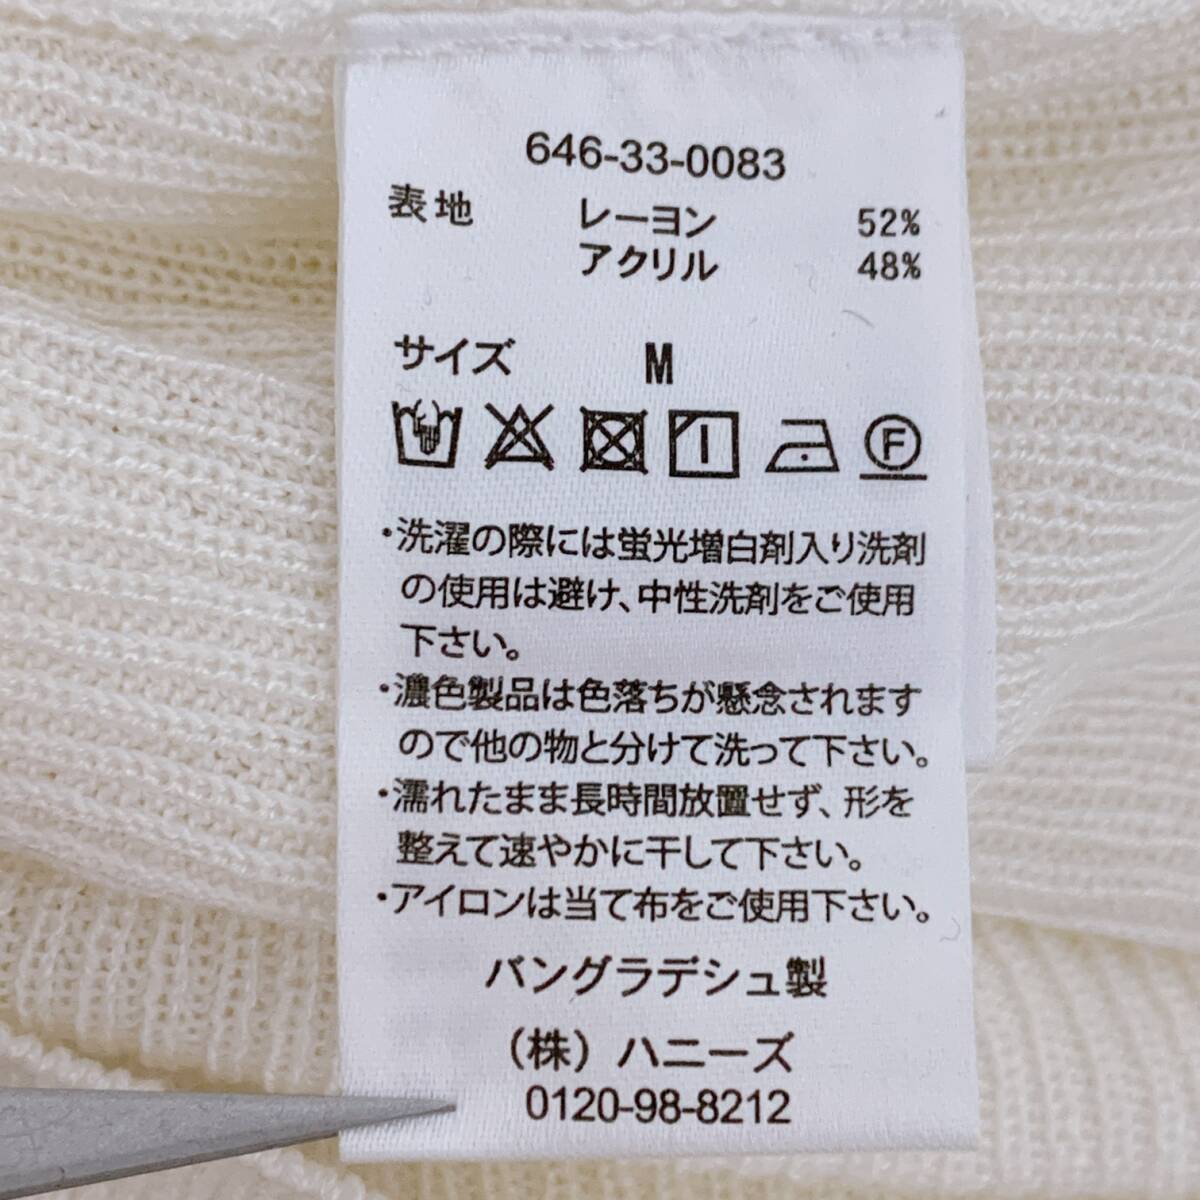 646-33-0083
表地 レーヨン 52%
アクリル 48%
サイズ M
F
・洗濯の際には蛍光増白剤入り洗剤
の使用は避け、中性洗剤をご使用
下さい。
・濃色製品は色落ちが懸念されます
ので他の物と分けて洗って下さい。
・濡れたまま長時間放置せず、形を
整えて速やかに干して下さい。
・アイロンは当て布をご使用下さい。
バングラデシュ製
（株）ハニーズ
0120-98-8212